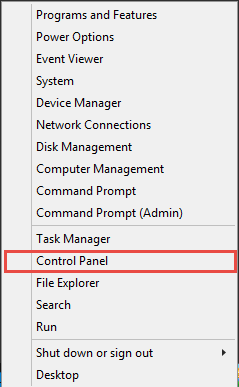 Programs and Features
Power Options
Event Viewer
System
Device Manager
Network Connections
Disk Management
Computer Management
Command Prompt
Command Prompt (Admin)
Task Manager
Control Panel
File Explorer
Search
Run
Shut down or sign out
Desktop